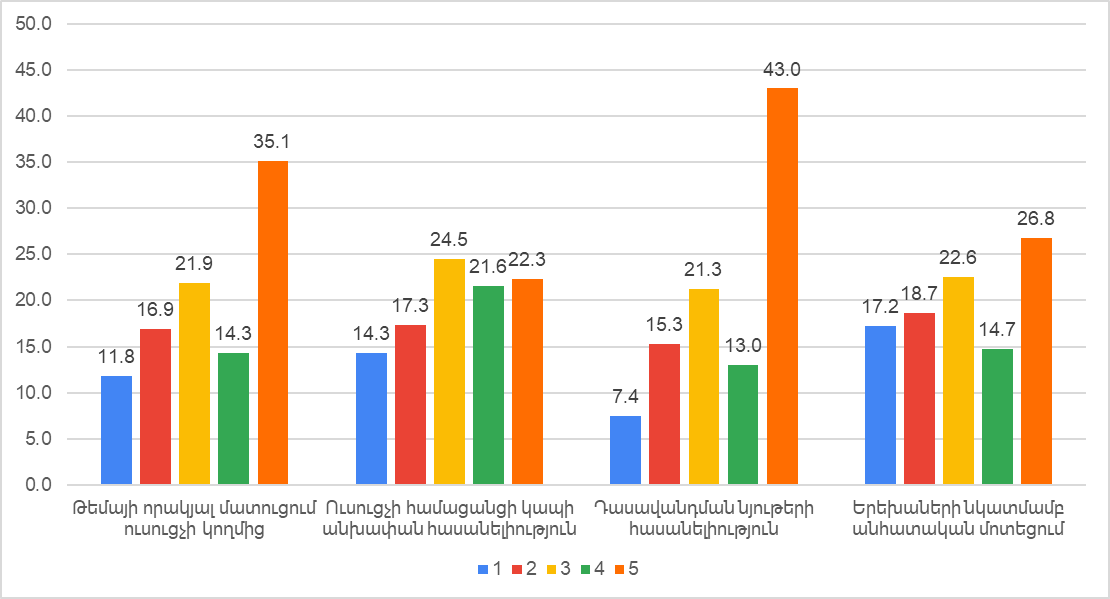 50.0
45.0
40.0
35.0
30.0
25.0
20.0
15.0
10.0
5.0
0.0
11.8 16.9 21.9 14.3 35.1
14.3 17.3 24.5 21.6 22.3
7.4 15.3 21.3 13.0 43.0
17.2 18.7 22.6 14.7 26.8
Թեմայի որակյալ մատուցում
ուսուցչի կողմից
Ուսուցչի համացանցի կապի
անխափան հասանելիություն
Դասավանդման նյութերի
հասանելիություն
Երեխաների նկատմամբ
անհատական մոտեցում
1 2 3 4 5